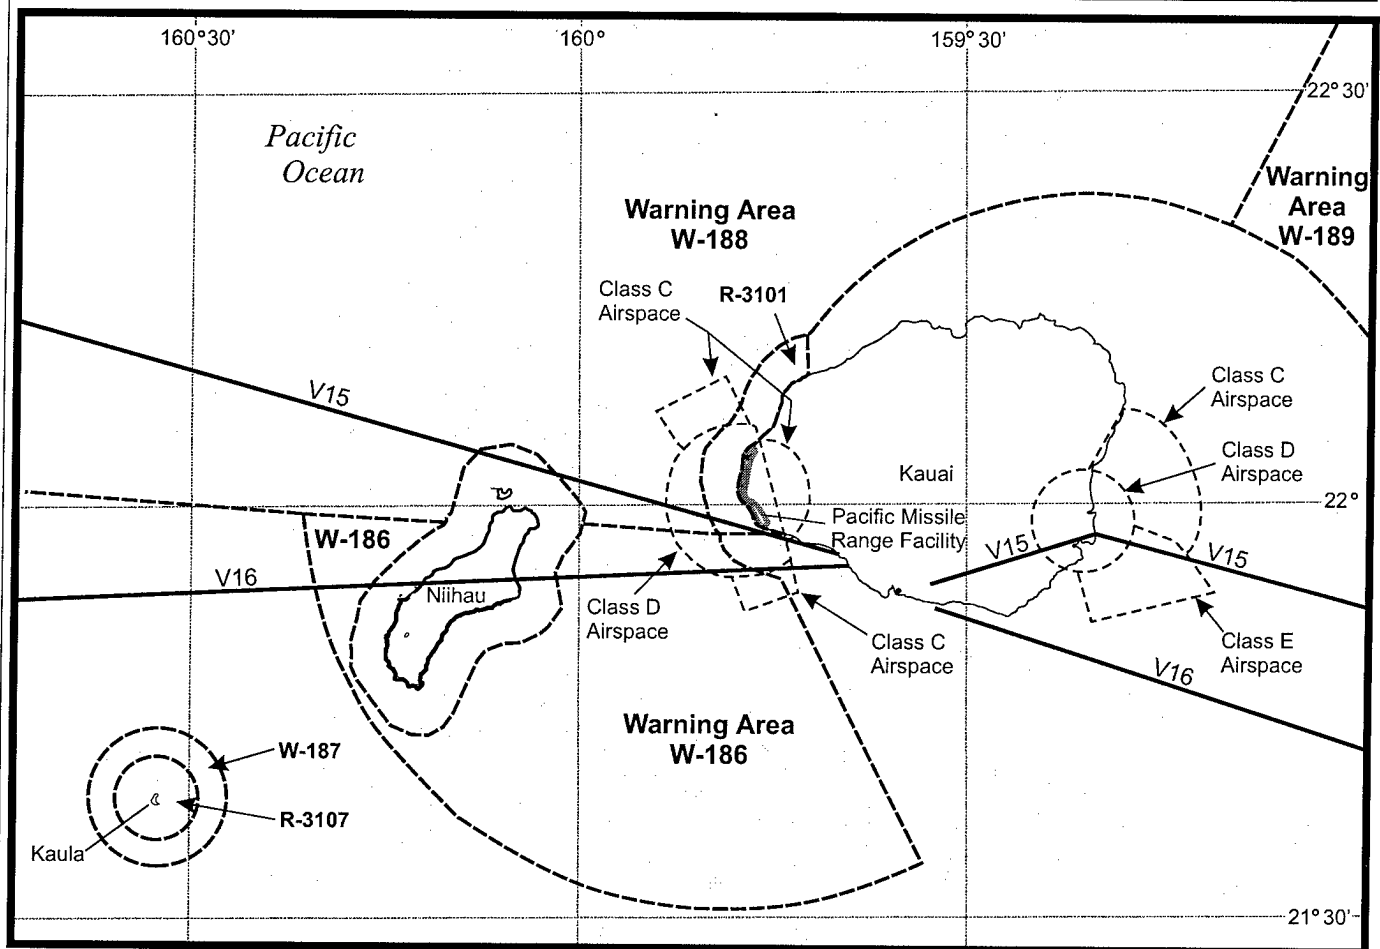 160°30'
160°
159°30'
22°30'
Pacific
Ocean
Warning
Area
W-189
Warning Area
W-188
Class C
Airspace
R-3101
V15
Class C
Airspace
Class D
Airspace
Kauai
22°
Pacific Missile
Range Facility
W-186
V15
V15
V16
Niihau
Class D
Airspace
Class C
Airspace
Class E
Airspace
V16
Warning Area
W-186
W-187
R-3107
Kaula
21°30'